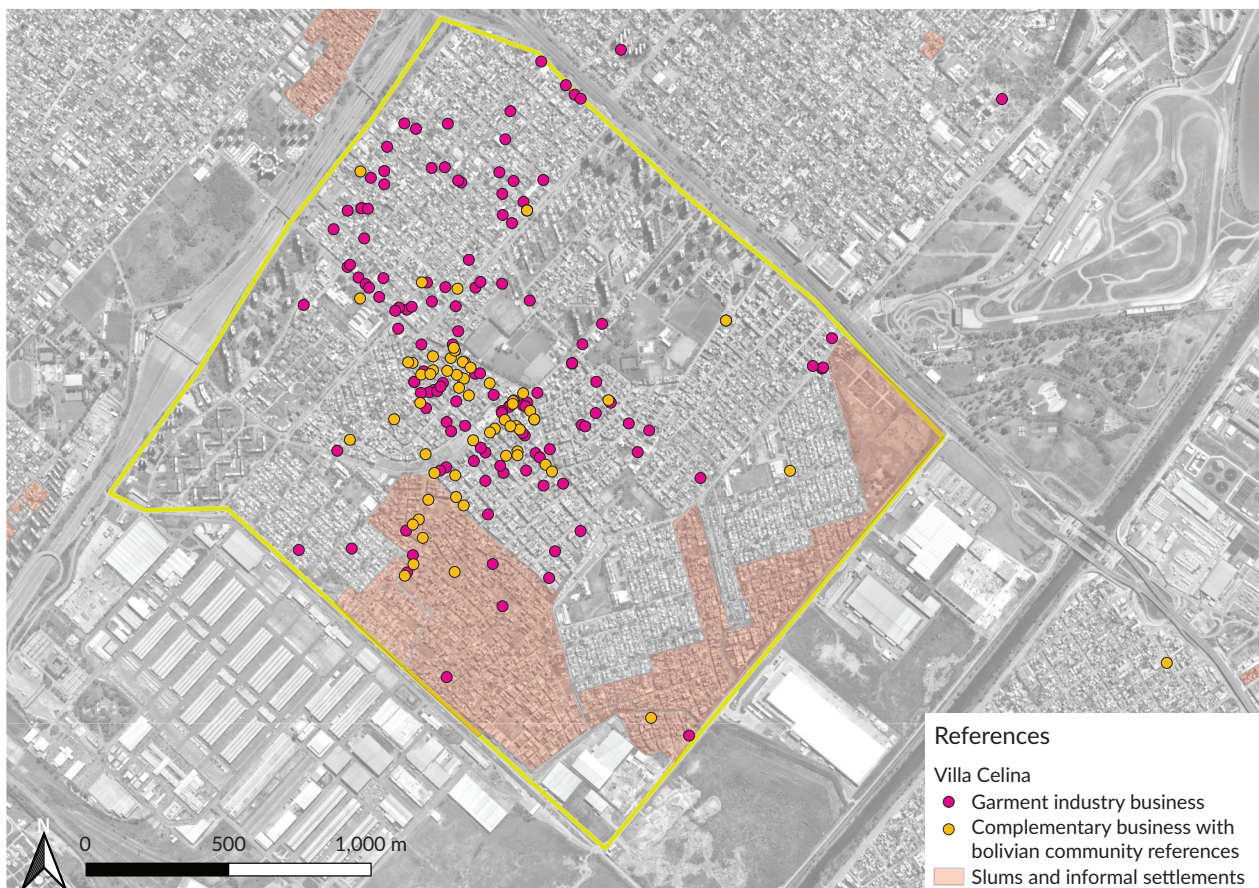 References
Villa Celina
Garment industry business
Complementary business with
bolivian community references
Slums and informal settlements
N
0 500 1,000 m